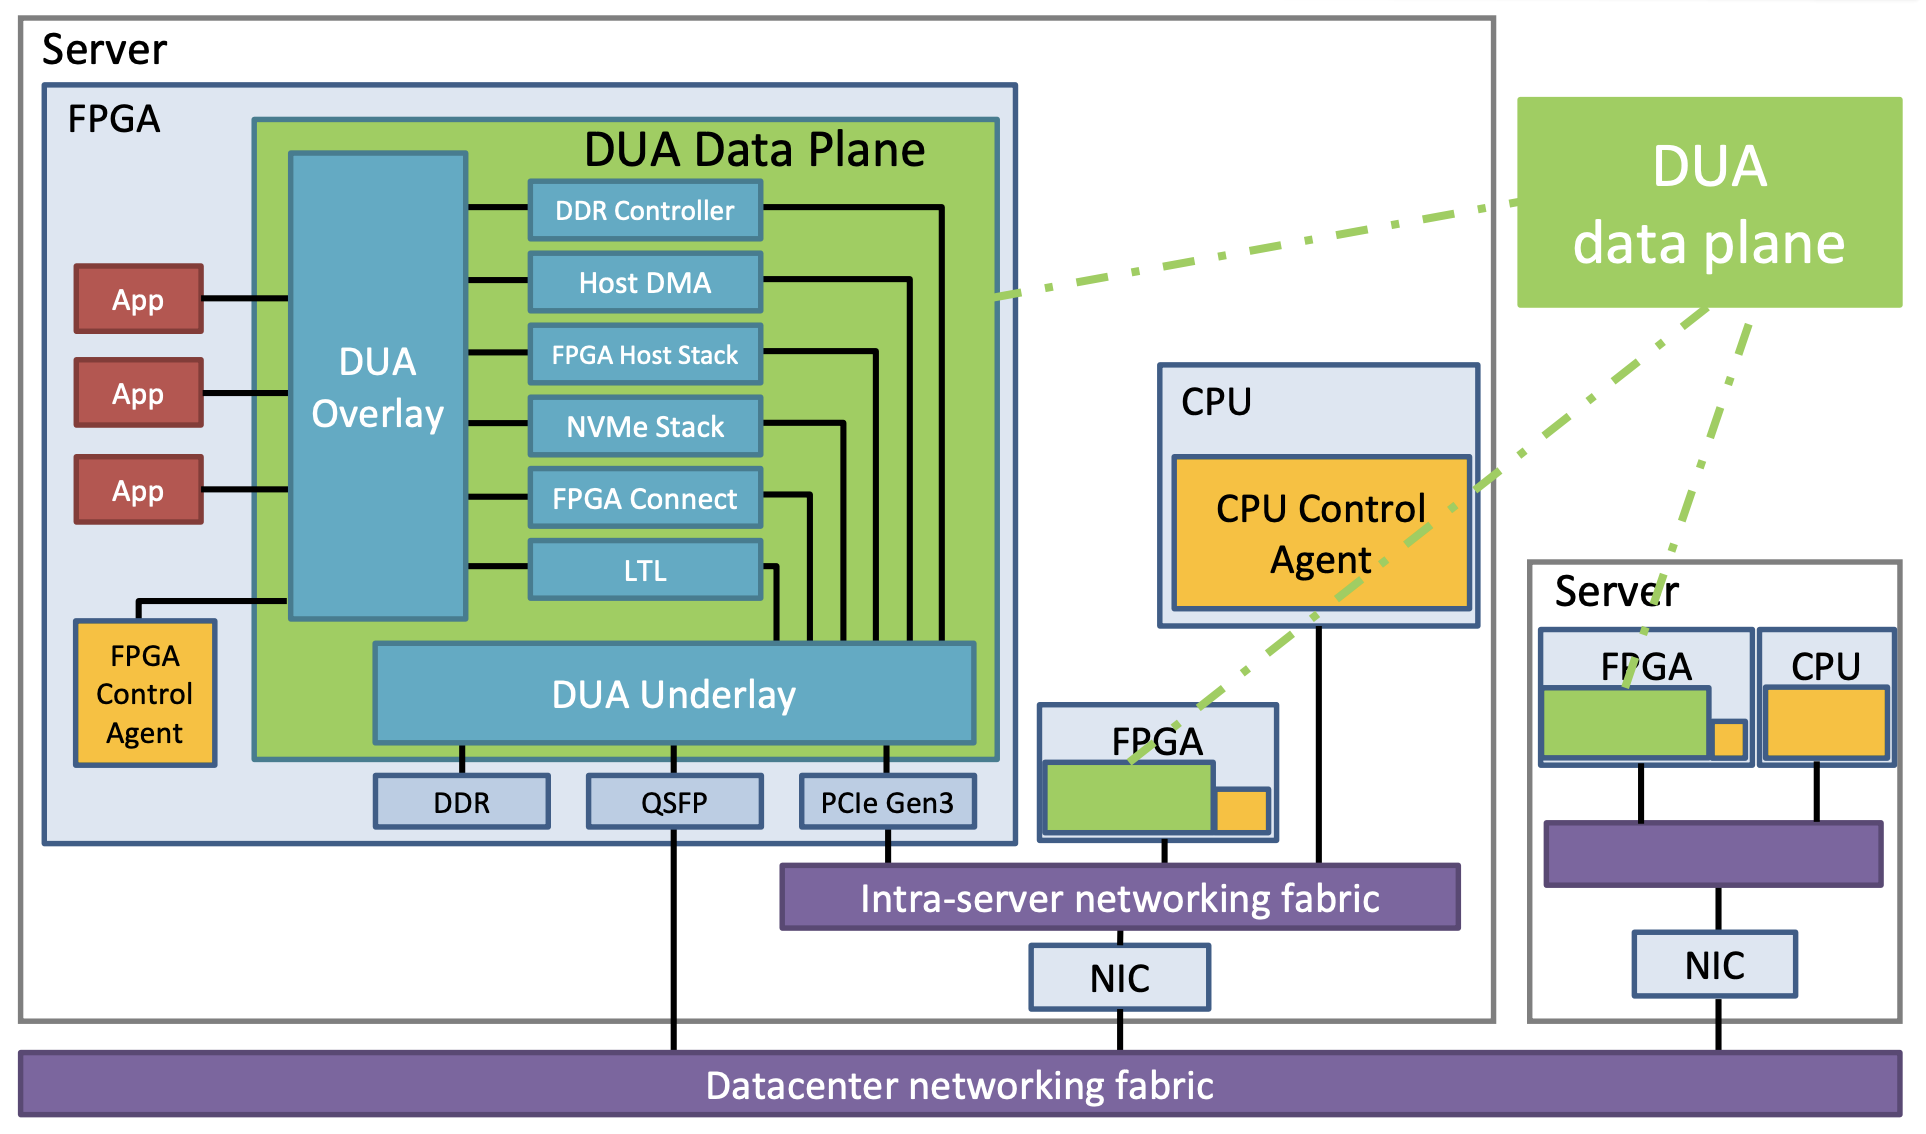 Server
FPGA
DUA Data Plane
DDR Controller
Host DMA
FPGA Host Stack
NVMe Stack
FPGA Connect
LTL
DUA
Overlay
App
App
App
FPGA
Control
Agent
DUA Underlay
DDR
QSFP
PCIe Gen3
CPU
CPU Control
Agent
FPGA
Intra-server networking fabric
NIC
DUA
data plane
Server
FPGA
CPU
NIC
Datacenter networking fabric